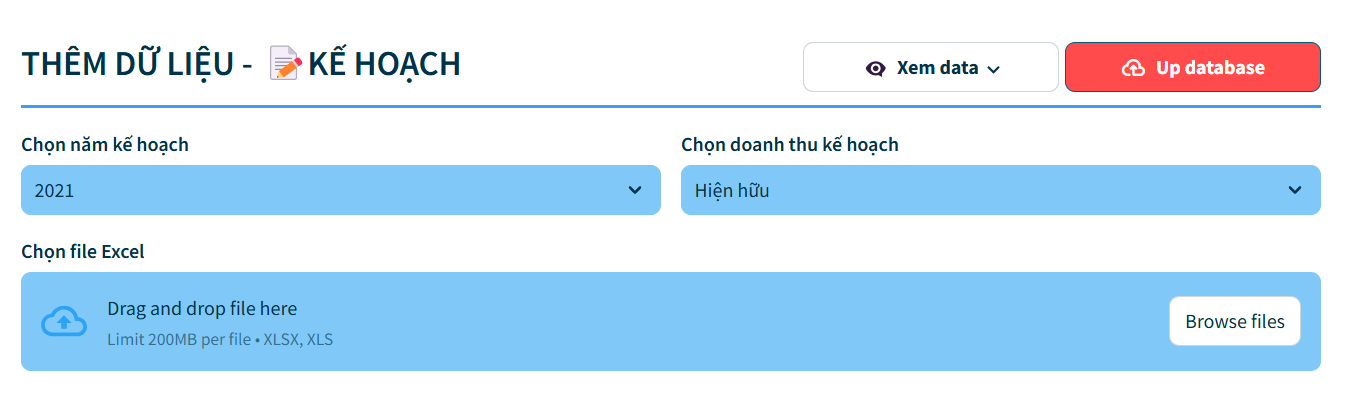 THÊM DỮ LIỆU - 📝KẾ HOẠCH
Xem data
Up database
Chọn năm kế hoạch
Chọn doanh thu kế hoạch
2021
Hiện hữu
Chọn file Excel
Drag and drop file here
Limit 200MB per file • XLSX, XLS
Browse files